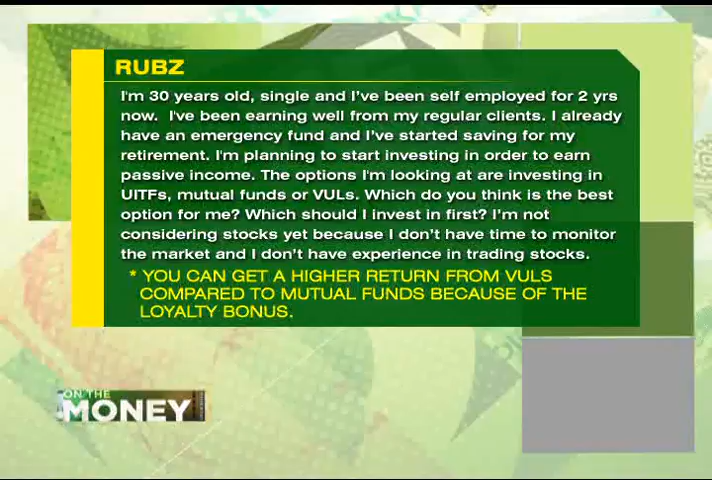 RUBZ
I'm 30 years old, single and I've been self employed for 2 yrs
now.  I've been earning well from my regular clients. I already
have an emergency fund and I've started saving for my
retirement. I'm planning to start investing in order to earn
passive income. The options I'm looking at are investing in
UITFs, mutual funds or VULs. Which do you think is the best
option for me? Which should I invest in first? I'm not
considering stocks yet because I don't have time to monitor
the market and I don't have experience in trading stocks.
* YOU CAN GET A HIGHER RETURN FROM VULS
COMPARED TO MUTUAL FUNDS BECAUSE OF THE
LOYALTY BONUS.
ON THE
MONEY